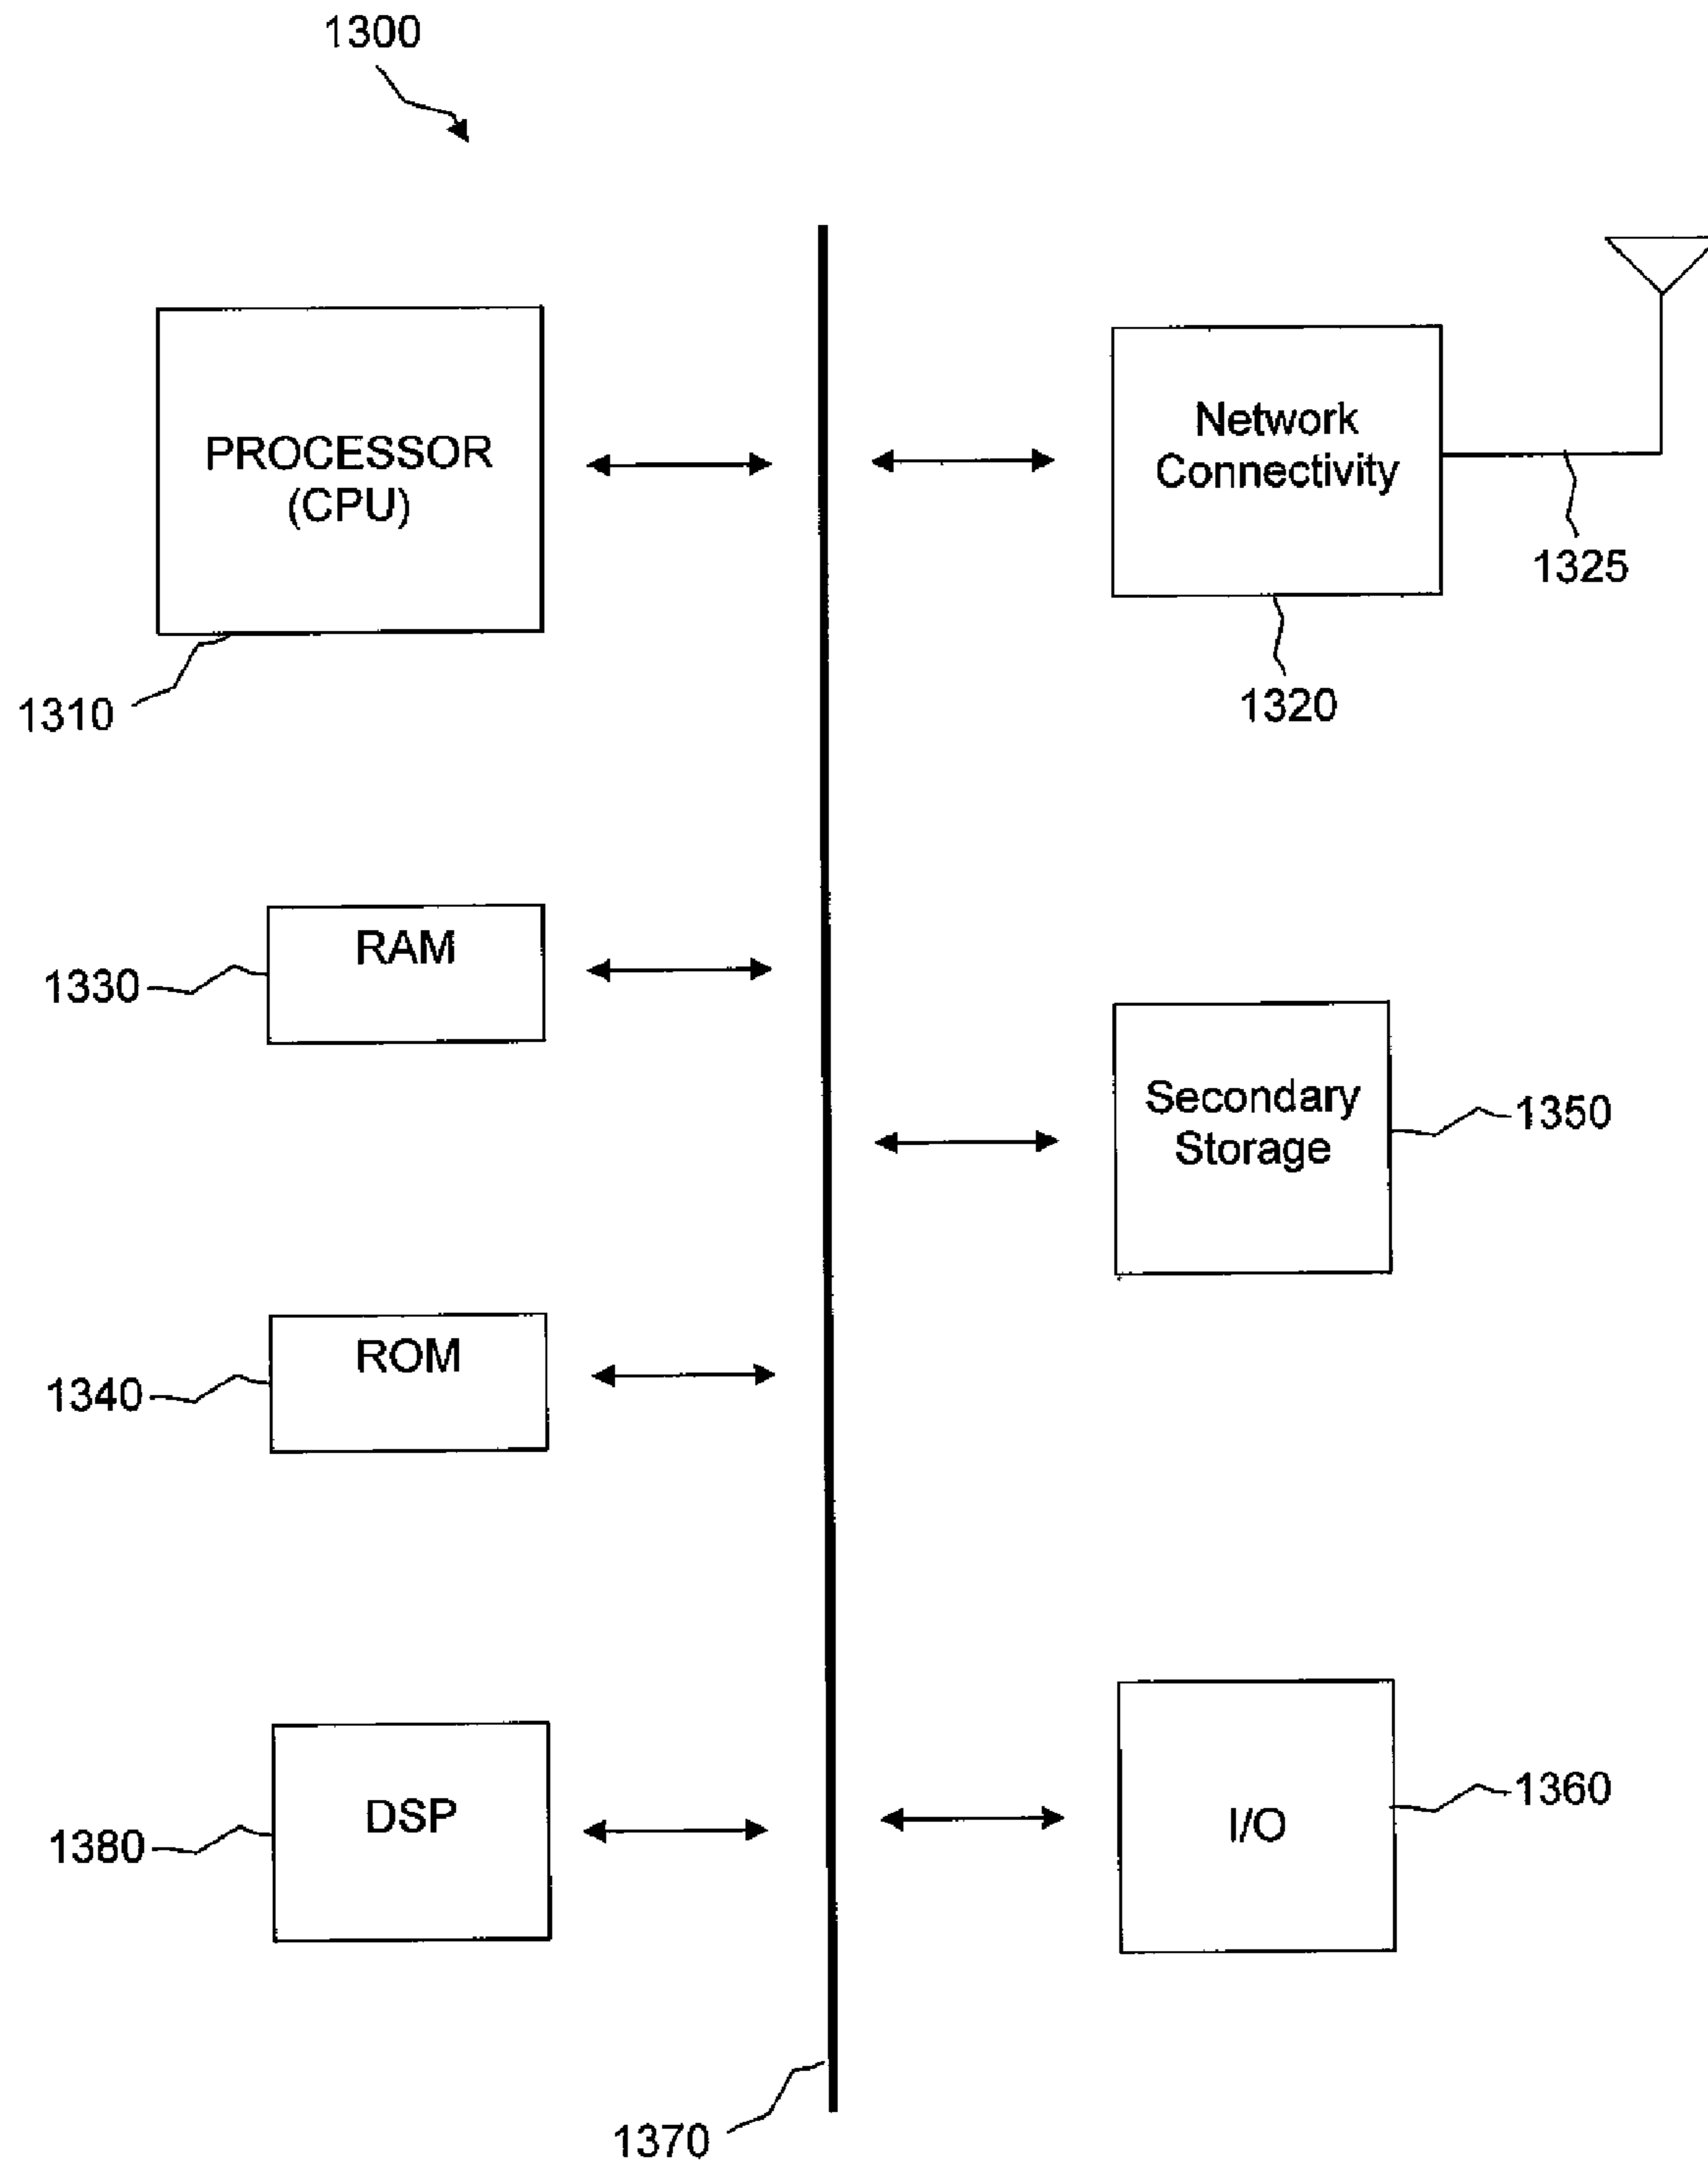 1300
PROCESSOR
(CPU)
1310
Network
Connectivity
1325
1320
RAM
1330
Secondary
Storage
1350
ROM
1340
DSP
1380
I/O
1360
1370